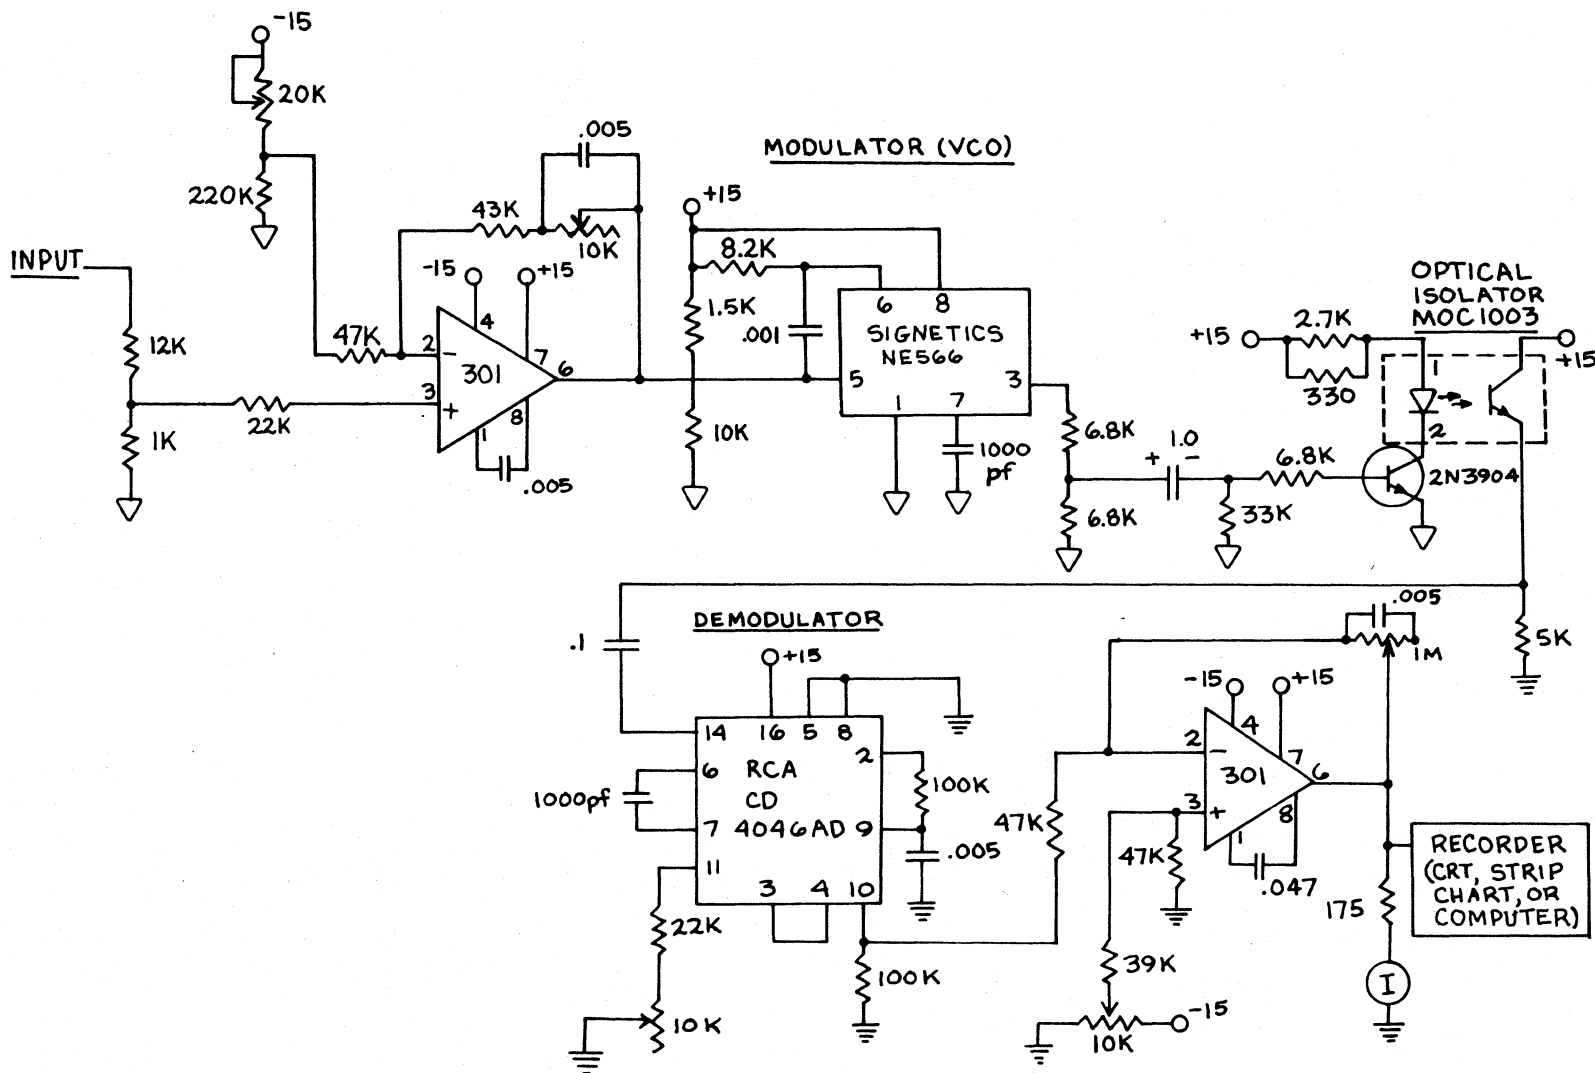 -15
20K
220K
.005
MODULATOR (VCO)
43K
10K
+15
8.2K
INPUT
-15
+15
12K
47K
2
-
4
7
6
301
3
+
1
8
22K
1K
.005
1.5K
.001
10K
6
8
SIGNETICS
NE566
5
3
1
7
1000
pf
6.8K
6.8K
1.0
+
-
6.8K
33K
OPTICAL
ISOLATOR
MOC1003
+15
2.7K
330
1
2
+15
2N3904
DEMODULATOR
.1
+15
14
16
5
8
2
6
RCA
CD
4046AD
7
9
11
3
4
10
1000pf
100K
.005
22K
10K
100K
47K
.005
1M
5K
-15
+15
2
-
4
7
6
301
3
+
1
8
47K
.047
39K
10K
-15
175
I
RECORDER
(CRT, STRIP
CHART, OR
COMPUTER)